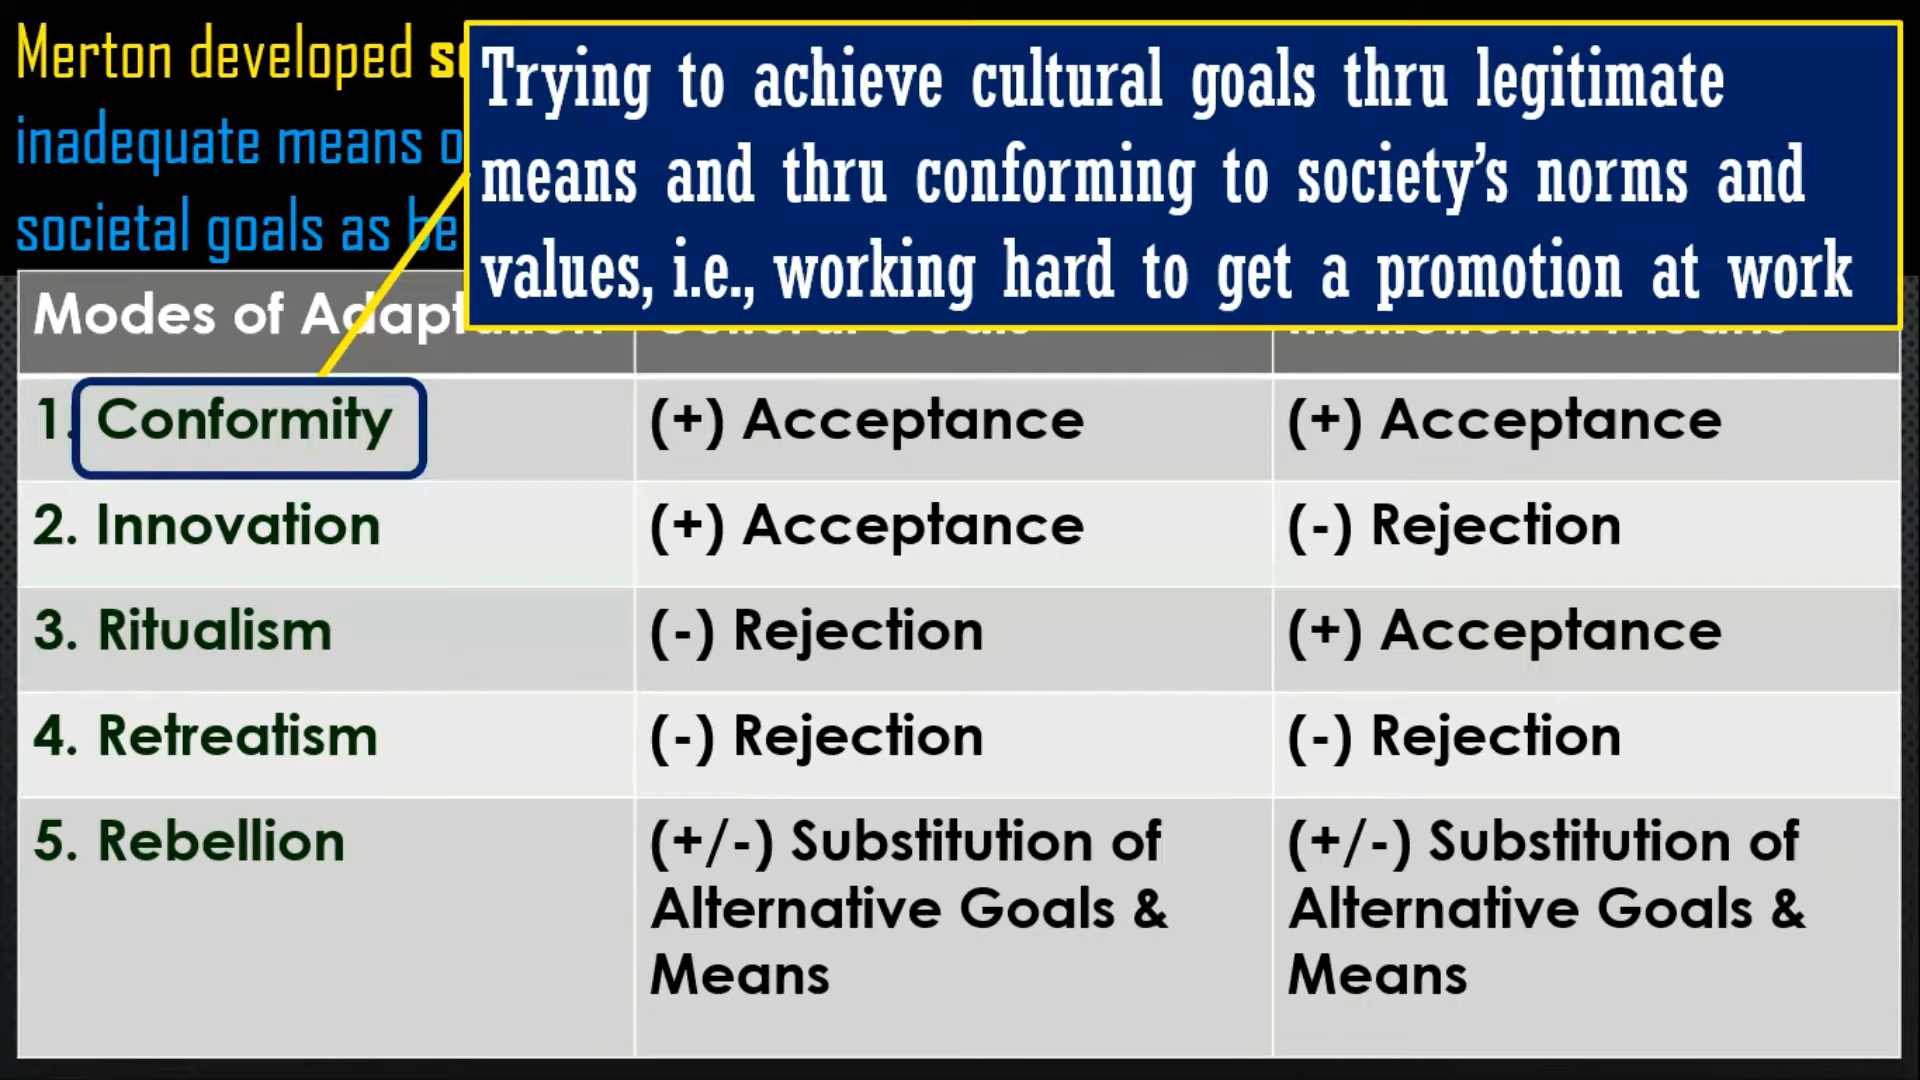 Merton developed
inadequate means
societal goals as be
Trying to achieve cultural goals thru legitimate
means and thru conforming to society's norms and
values, i.e., working hard to get a promotion at work
Modes of Adaptation
1. Conformity
(+) Acceptance
(+) Acceptance
2. Innovation
(+) Acceptance
(-) Rejection
3. Ritualism
(-) Rejection
(+) Acceptance
4. Retreatism
(-) Rejection
(-) Rejection
5. Rebellion
(+/-) Substitution of
Alternative Goals &
Means
(+/-) Substitution of
Alternative Goals &
Means